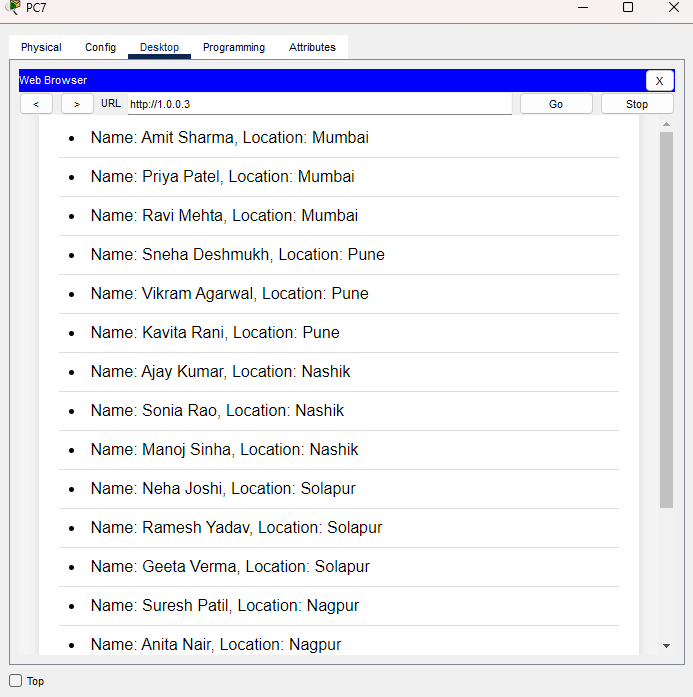 PC7
Physical Config Desktop Programming Attributes
Web Browser X
< > URL http://1.0.0.3 Go Stop
• Name: Amit Sharma, Location: Mumbai
• Name: Priya Patel, Location: Mumbai
• Name: Ravi Mehta, Location: Mumbai
• Name: Sneha Deshmukh, Location: Pune
• Name: Vikram Agarwal, Location: Pune
• Name: Kavita Rani, Location: Pune
• Name: Ajay Kumar, Location: Nashik
• Name: Sonia Rao, Location: Nashik
• Name: Manoj Sinha, Location: Nashik
• Name: Neha Joshi, Location: Solapur
• Name: Ramesh Yadav, Location: Solapur
• Name: Geeta Verma, Location: Solapur
• Name: Suresh Patil, Location: Nagpur
• Name: Anita Nair, Location: Nagpur
Top